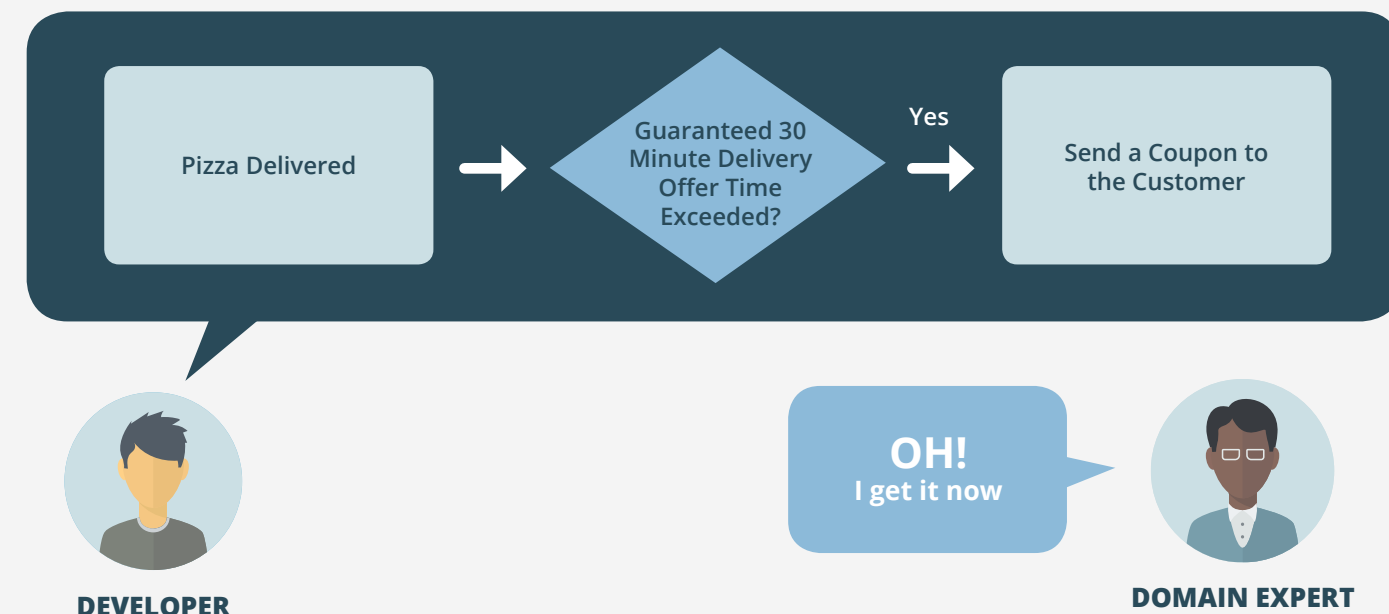 Pizza Delivered
Guaranteed 30
Minute Delivery
Offer Time
Exceeded?
Yes
Send a Coupon to
the Customer
OH!
I get it now
DEVELOPER
DOMAIN EXPERT